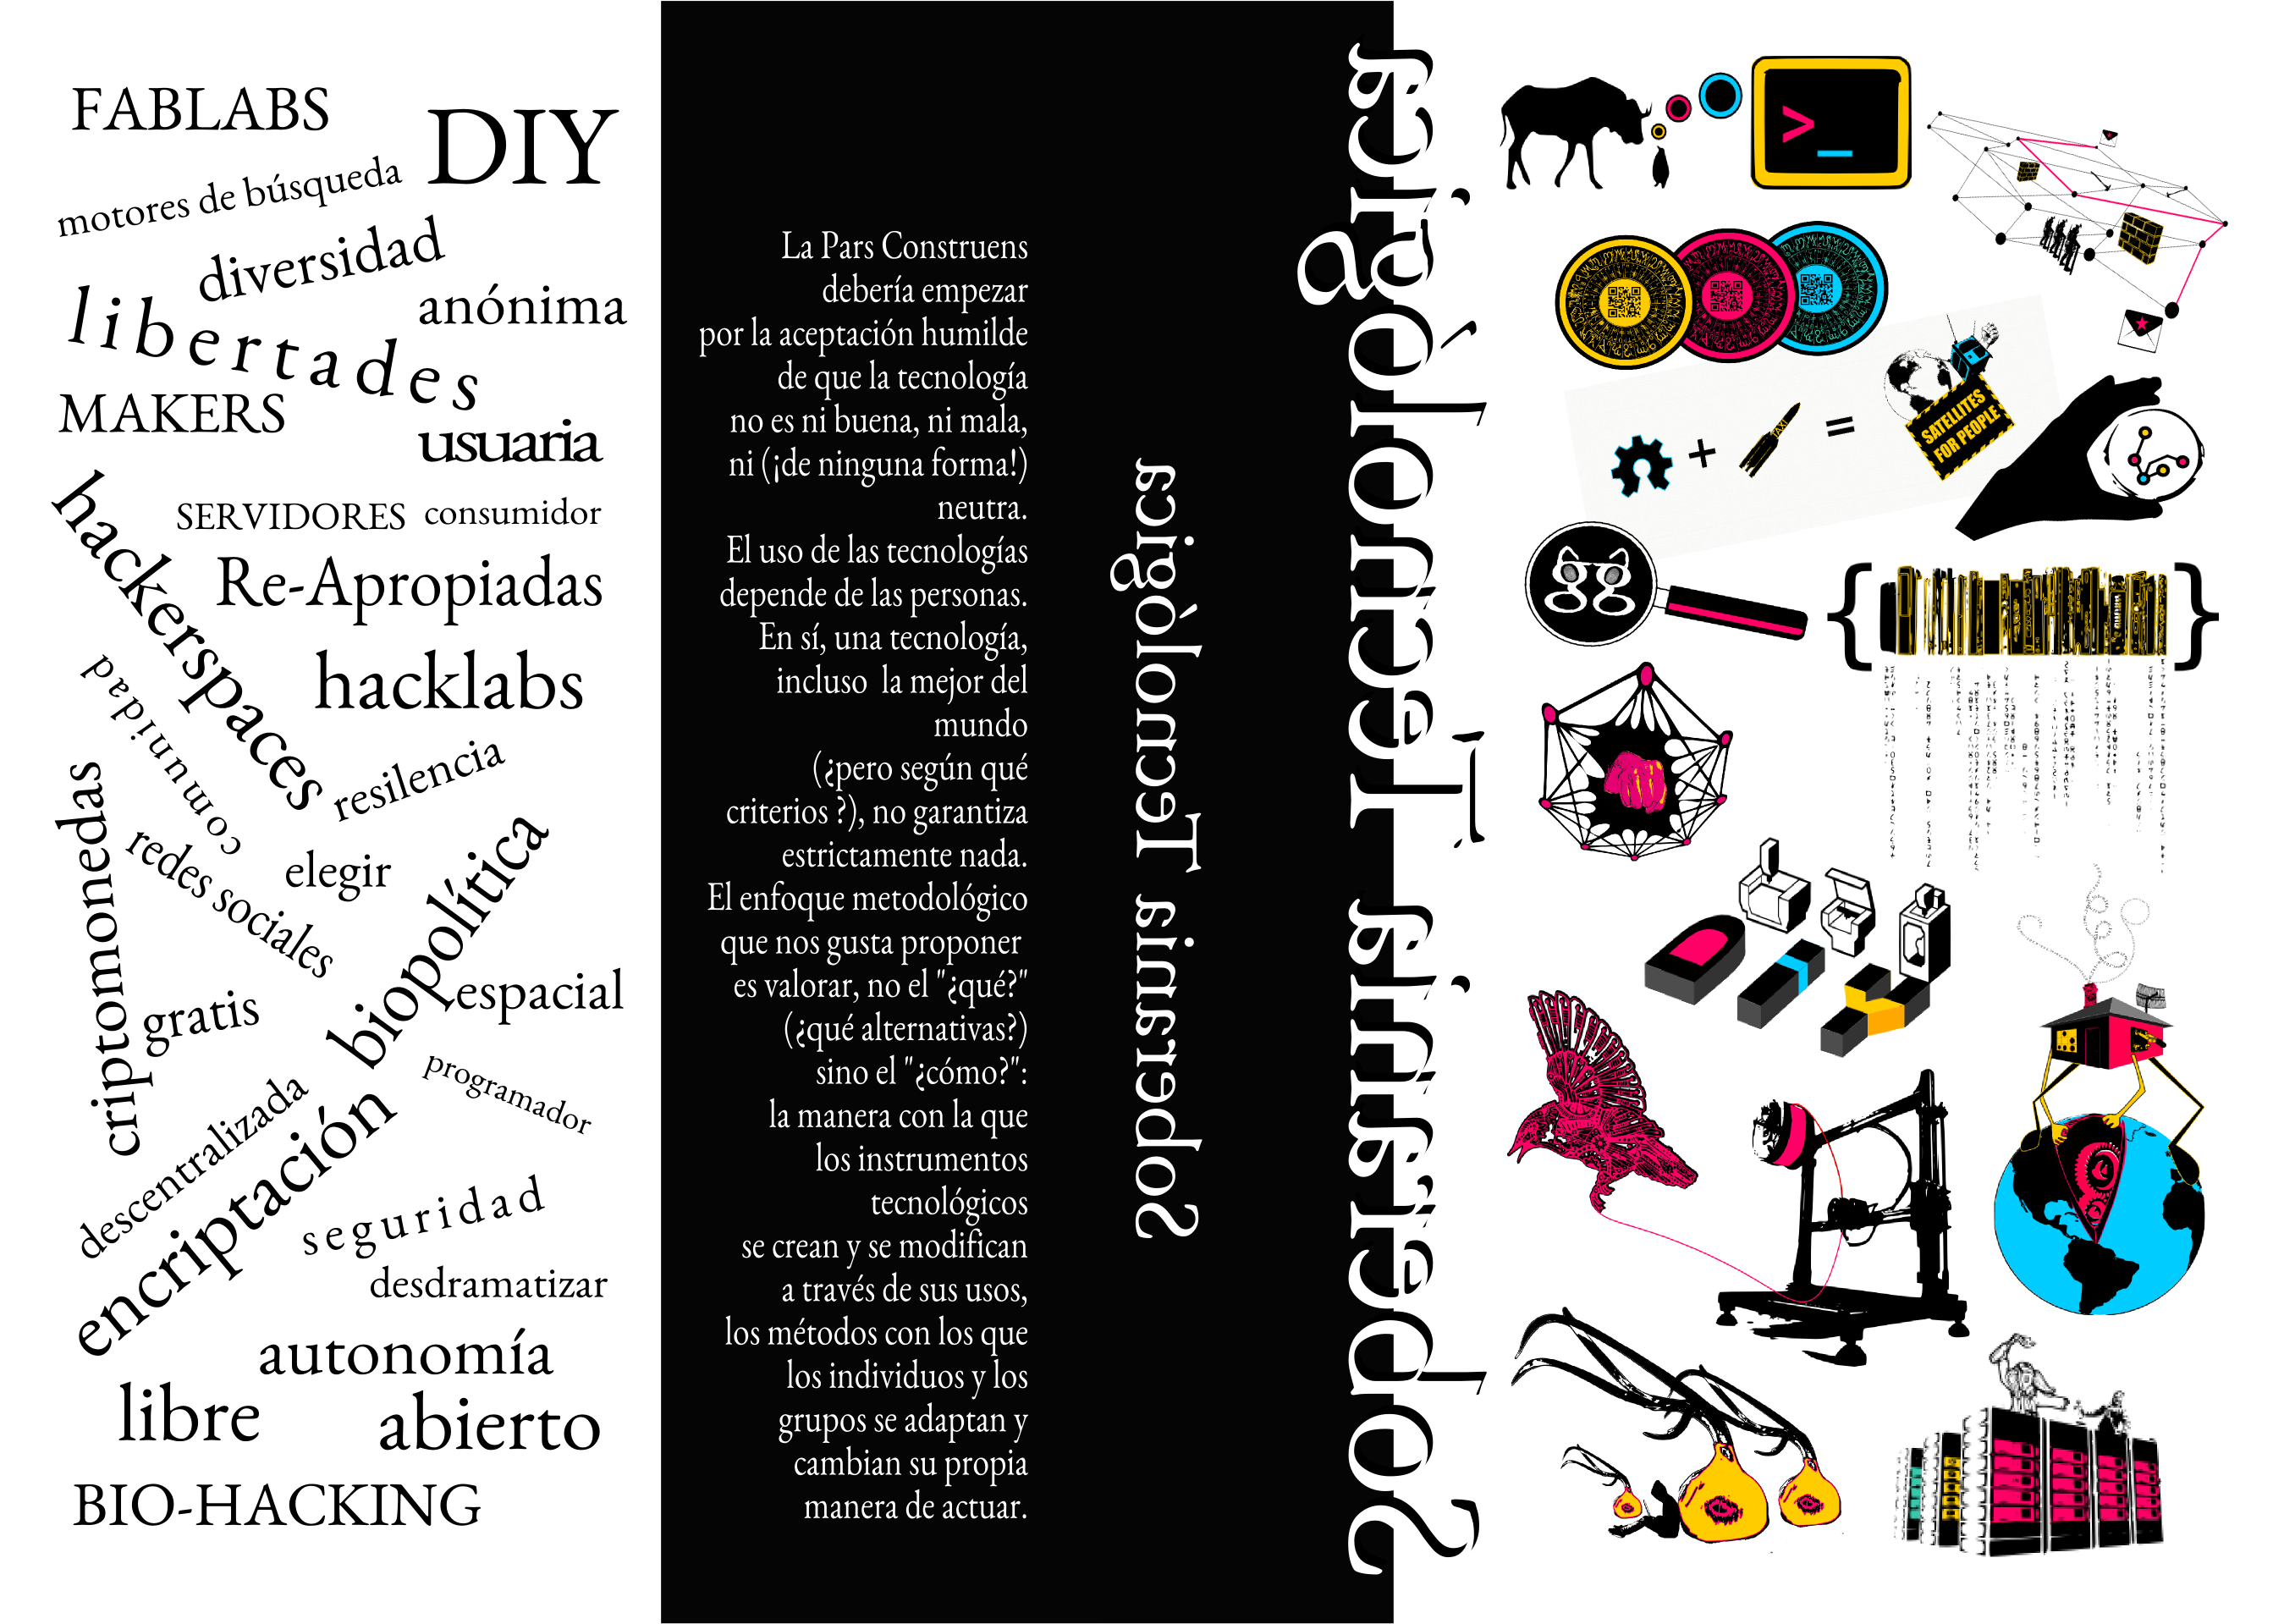 FABLABS
DIY
motores de búsqueda
diversidad
anónima
libertades
MAKERS
usuaria
hackerspaces
SERVIDORES
consumidor
Re-Apropiadas
hacklabs
comunidad
resilencia
criptomonedas
redes sociales
elegir
biopolítica
espacial
gratis
programador
descentralizada
encriptación
seguridad
desdramatizar
autonomía
libre
abierto
BIO-HACKING
La Pars Construens
debería empezar
por la aceptación humilde
de que la tecnología
no es ni buena, ni mala,
ni (¡de ninguna forma!)
neutra.
El uso de las tecnologías
depende de las personas.
En sí, una tecnología,
incluso la mejor del
mundo
(¿pero según qué
criterios ?), no garantiza
estrictamente nada.
El enfoque metodológico
que nos gusta proponer
es valorar, no el "¿qué?"
(¿qué alternativas?)
sino el "¿cómo?":
la manera con la que
los instrumentos
tecnológicos
se crean y se modifican
a través de sus usos,
los métodos con los que
los individuos y los
grupos se adaptan y
cambian su propia
manera de actuar.
Soberania Tecnològica
Soberania Tecnològica
>_
+
TAXI
=
SATELLITES
FOR PEOPLE
{ }
DIY